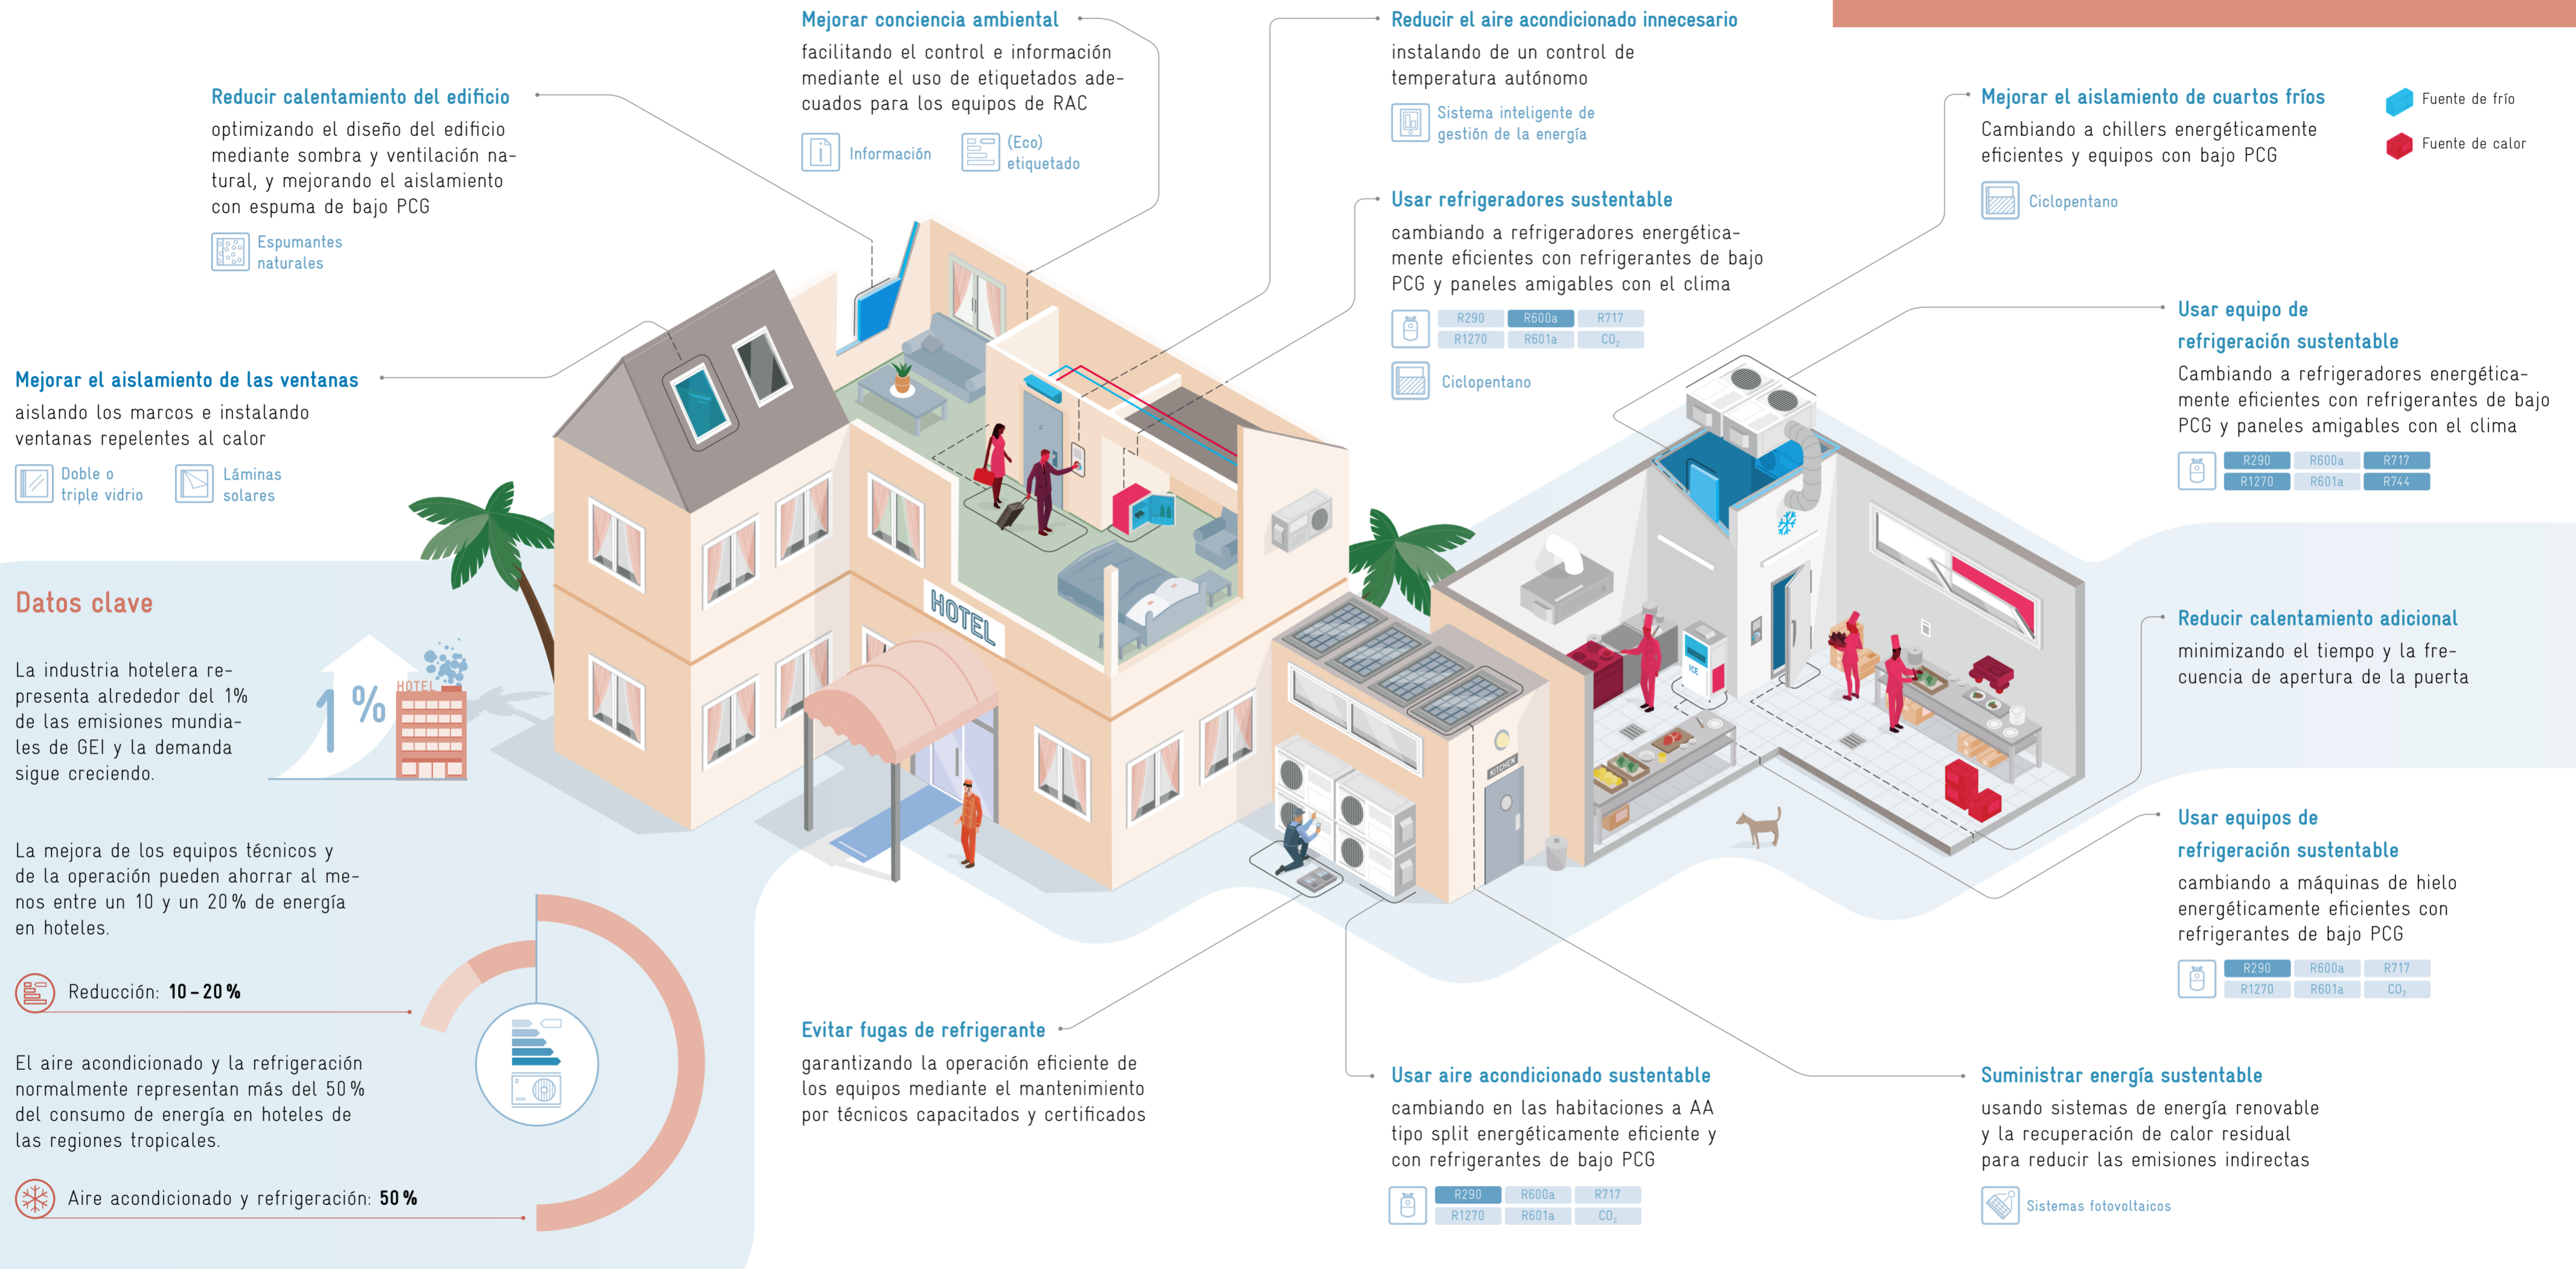 Mejorar conciencia ambiental
facilitando el control e información
mediante el uso de etiquetados ade-
cuados para los equipos de RAC
Información
(Eco)
etiquetado
Reducir el aire acondicionado innecesario
instalando de un control de
temperatura autónomo
Sistema inteligente de
gestión de la energía
Reducir calentamiento del edificio
optimizando el diseño del edificio
mediante sombra y ventilación na-
tural, y mejorando el aislamiento
con espuma de bajo PCG
Espumantes
naturales
Mejorar el aislamiento de cuartos fríos
Cambiando a chillers energéticamente
eficientes y equipos con bajo PCG
Ciclopentano
Fuente de frío
Fuente de calor
Usar refrigeradores sustentable
cambiando a refrigeradores energética-
mente eficientes con refrigerantes de bajo
PCG y paneles amigables con el clima
R290 R600a R717
R1270 R601a CO₂
Ciclopentano
Usar equipo de
refrigeración sustentable
Cambiando a refrigeradores energética-
mente eficientes con refrigerantes de bajo
PCG y paneles amigables con el clima
R290 R600a R717
R1270 R601a R744
Mejorar el aislamiento de las ventanas
aislando los marcos e instalando
ventanas repelentes al calor
Doble o
triple vidrio
Láminas
solares
HOTEL
ICE
KITCHEN
Datos clave
La industria hotelera re-
presenta alrededor del 1%
de las emisiones mundia-
les de GEI y la demanda
sigue creciendo.
1%
HOTEL
La mejora de los equipos técnicos y
de la operación pueden ahorrar al me-
nos entre un 10 y un 20% de energía
en hoteles.
Reducción: 10–20%
El aire acondicionado y la refrigeración
normalmente representan más del 50%
del consumo de energía en hoteles de
las regiones tropicales.
Aire acondicionado y refrigeración: 50%
Reducir calentamiento adicional
minimizando el tiempo y la fre-
cuencia de apertura de la puerta
Usar equipos de
refrigeración sustentable
cambiando a máquinas de hielo
energéticamente eficientes con
refrigerantes de bajo PCG
R290 R600a R717
R1270 R601a CO₂
Evitar fugas de refrigerante
garantizando la operación eficiente de
los equipos mediante el mantenimiento
por técnicos capacitados y certificados
Usar aire acondicionado sustentable
cambiando en las habitaciones a AA
tipo split energéticamente eficiente y
con refrigerantes de bajo PCG
R290 R600a R717
R1270 R601a CO₂
Suministrar energía sustentable
usando sistemas de energía renovable
y la recuperación de calor residual
para reducir las emisiones indirectas
Sistemas fotovoltaicos